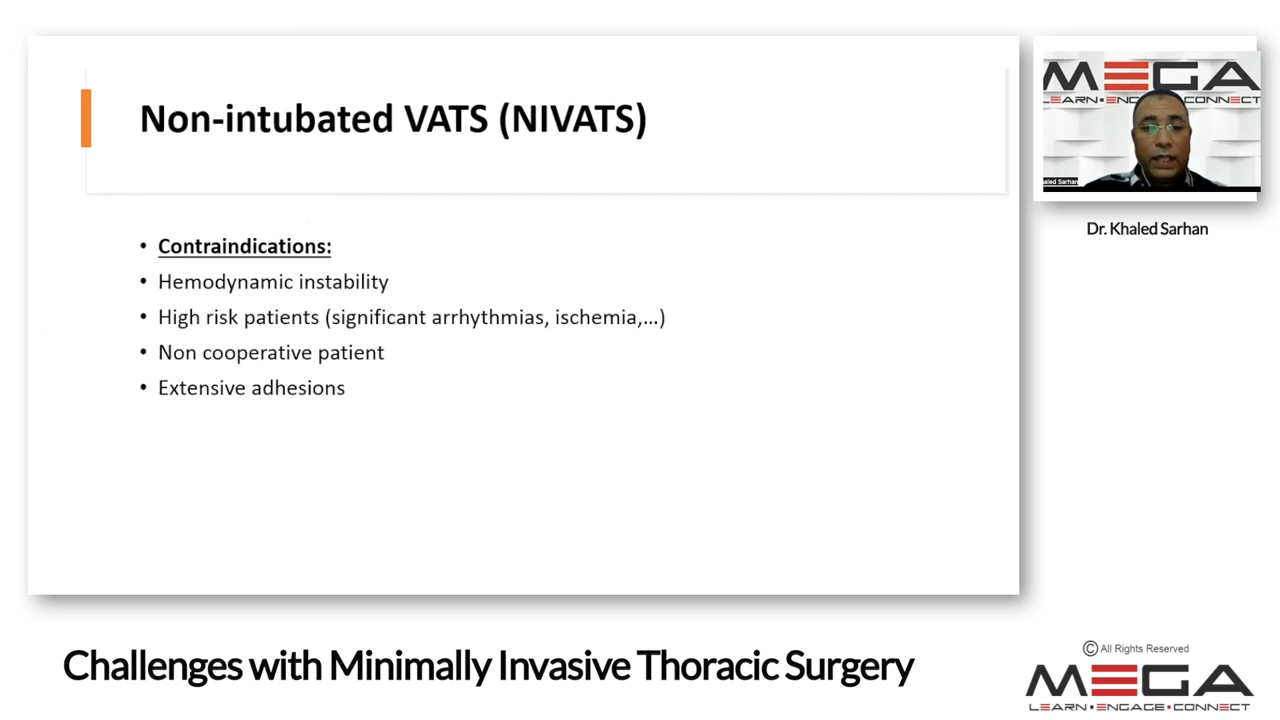 Non-intubated VATS (NIVATS)
• Contraindications:
• Hemodynamic instability
• High risk patients (significant arrhythmias, ischemia,...)
• Non cooperative patient
• Extensive adhesions
MEGA
LEARN•ENGAGE•CONNECT
aled Sarhan
Dr. Khaled Sarhan
Challenges with Minimally Invasive Thoracic Surgery
© All Rights Reserved
MEGA
LEARN•ENGAGE•CONNECT